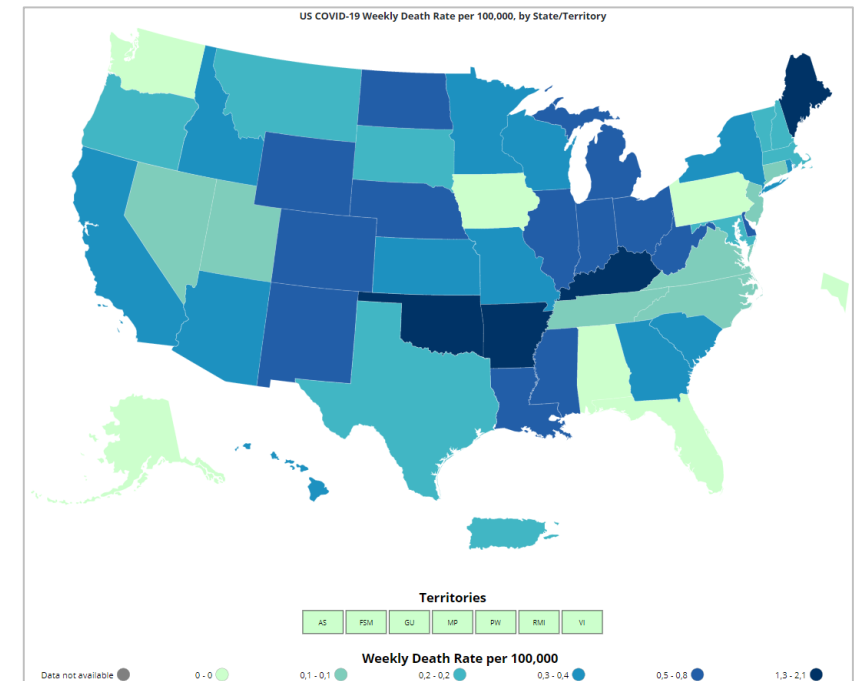 US COVID-19 Weekly Death Rate per 100,000, by State/Territory
Territories
AS FSM GU MP PW RMI VI
Weekly Death Rate per 100,000
Data not available 0 - 0 0,1 - 0,1 0,2 - 0,2 0,3 - 0,4 0,5 - 0,8 1,3 - 2,1